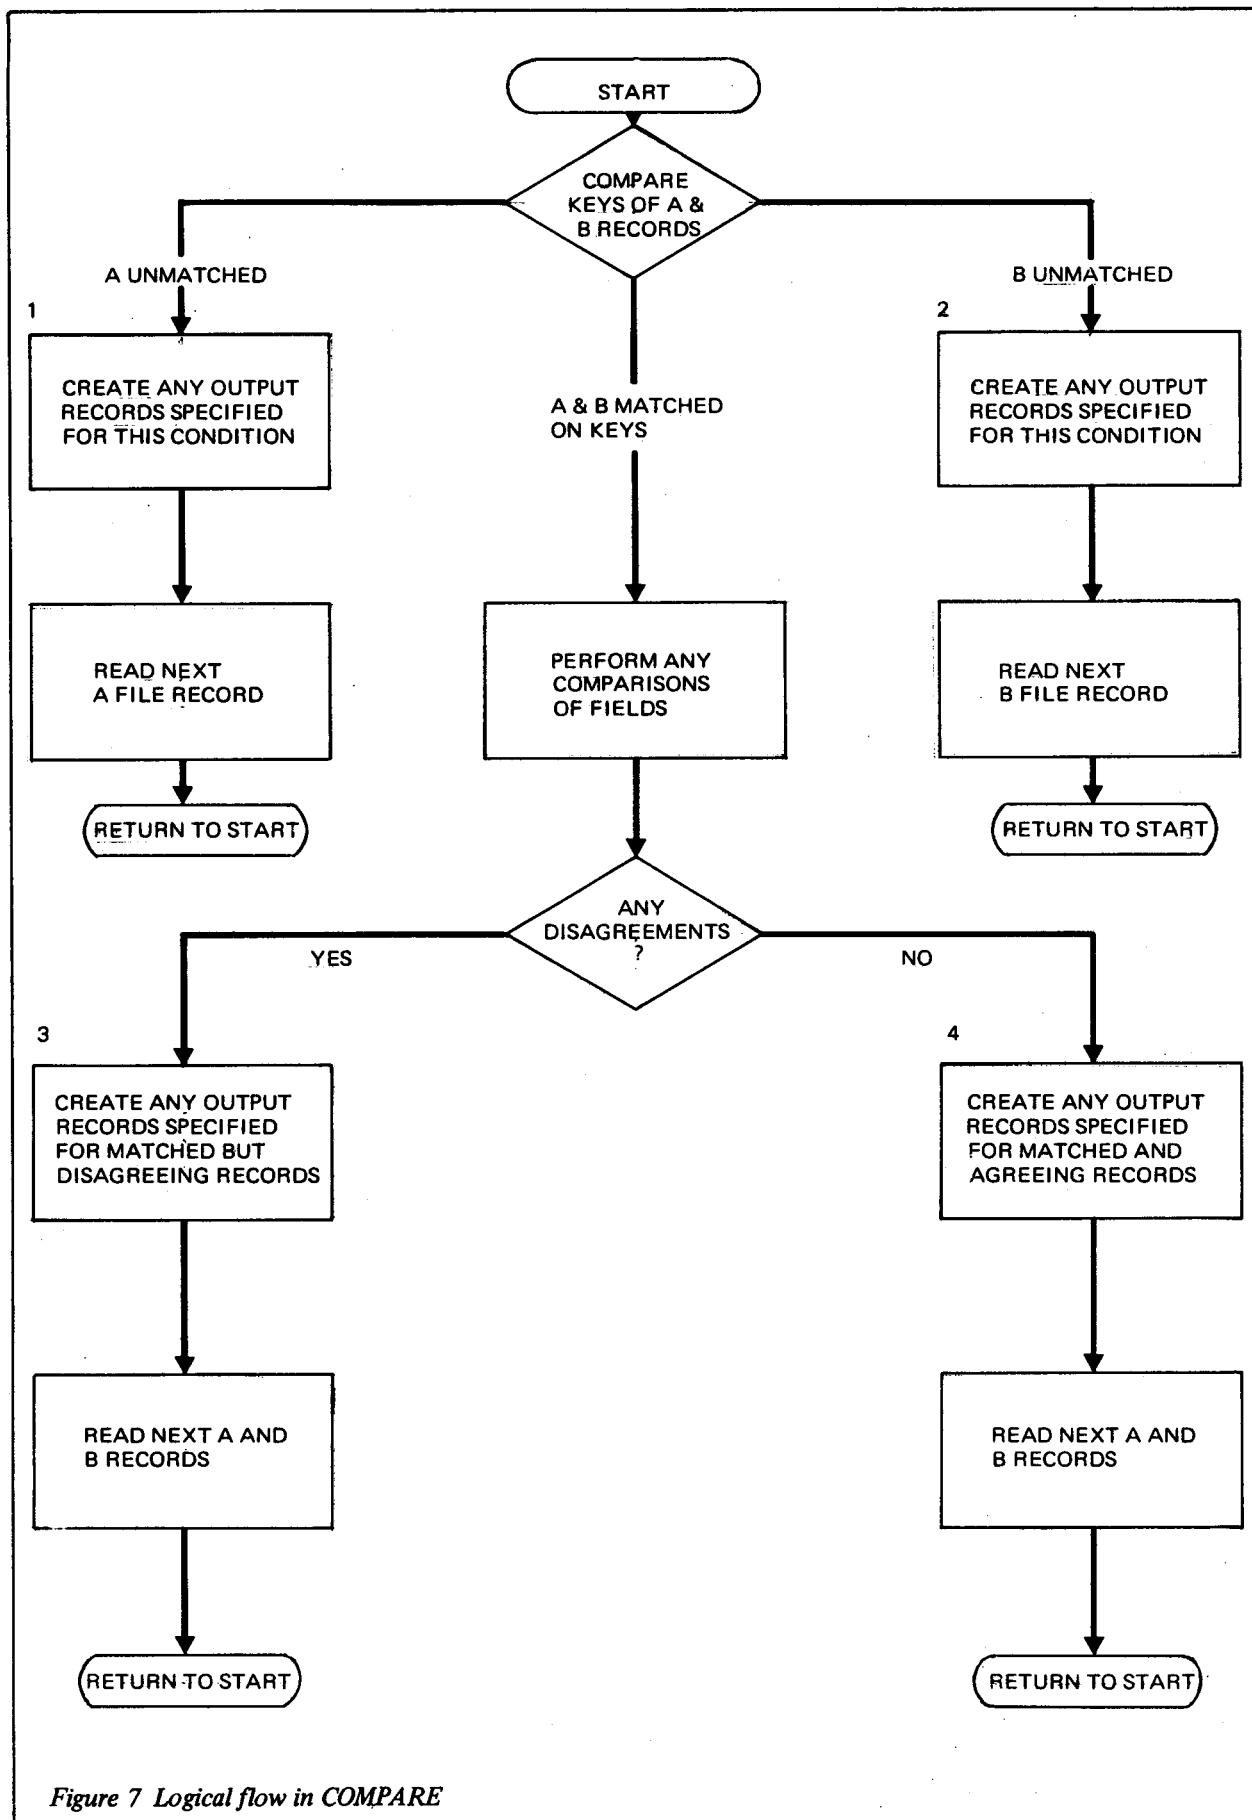 START
COMPARE
KEYS OF A &
B RECORDS
A UNMATCHED
B UNMATCHED
1
2
CREATE ANY OUTPUT
RECORDS SPECIFIED
FOR THIS CONDITION
A & B MATCHED
ON KEYS
CREATE ANY OUTPUT
RECORDS SPECIFIED
FOR THIS CONDITION
READ NEXT
A FILE RECORD
PERFORM ANY
COMPARISONS
OF FIELDS
READ NEXT
B FILE RECORD
RETURN TO START
RETURN TO START
ANY
DISAGREEMENTS
?
YES
NO
3
4
CREATE ANY OUTPUT
RECORDS SPECIFIED
FOR MATCHED BUT
DISAGREEING RECORDS
CREATE ANY OUTPUT
RECORDS SPECIFIED
FOR MATCHED AND
AGREEING RECORDS
READ NEXT A AND
B RECORDS
READ NEXT A AND
B RECORDS
RETURN TO START
RETURN TO START
Figure 7 Logical flow in COMPARE